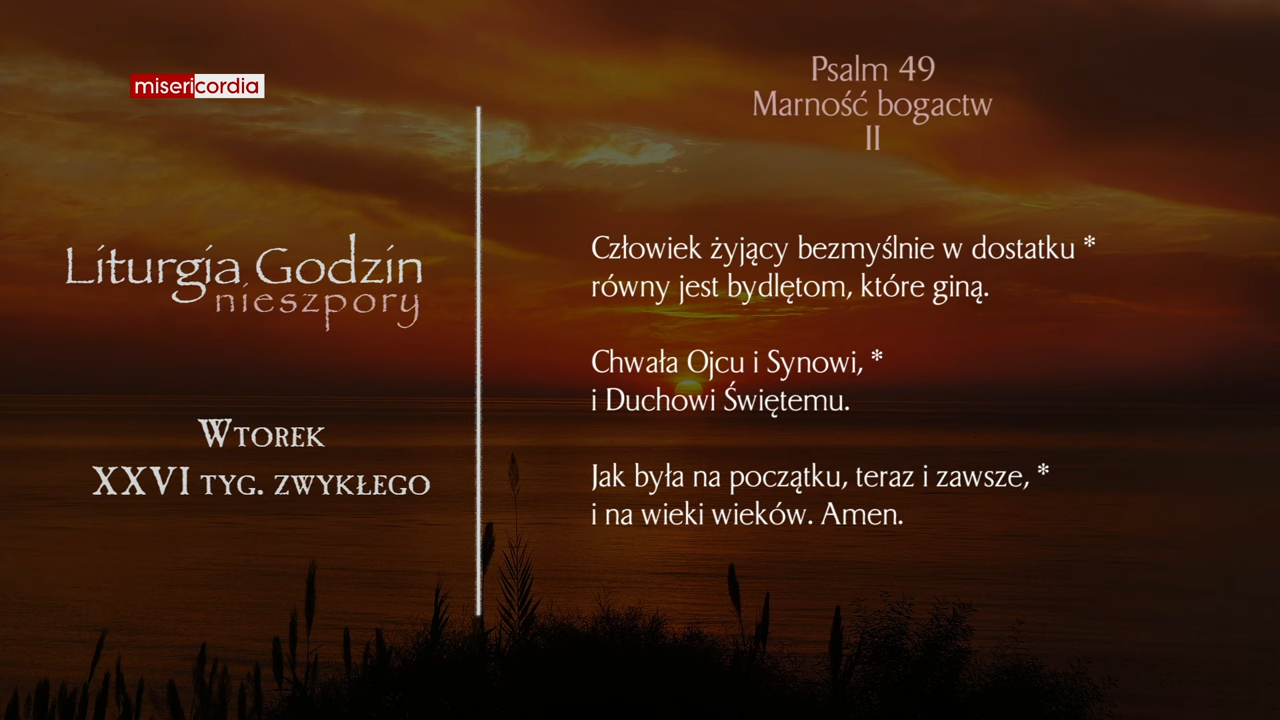 misericordia
Liturgia Godzin
nieszpory
Wtorek
XXVI tyg. zwykłego
Psalm 49
Marność bogactw
II
Człowiek żyjący bezmyślnie w dostatku *
równy jest bydlętom, które giną.
Chwała Ojcu i Synowi, *
i Duchowi Świętemu.
Jak była na początku, teraz i zawsze, *
i na wieki wieków. Amen.